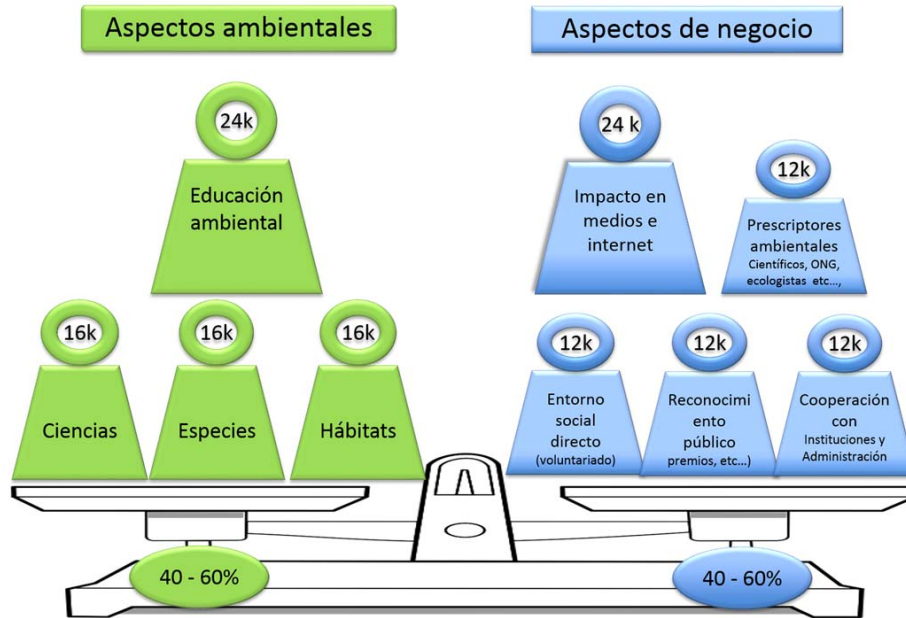 Aspectos ambientales
24k
Educación
ambiental
16k
16k
16k
Ciencias
Especies
Hábitats
40 - 60%
Aspectos de negocio
24 k
Impacto en
medios e
internet
12k
Prescriptores
ambientales
Científicos, ONG,
ecologistas etc...,
12k
Entorno
social
directo
(voluntariado)
12k
Reconocimi
ento
público
premios, etc...)
12k
Cooperación
con
Instituciones y
Administración
40 - 60%